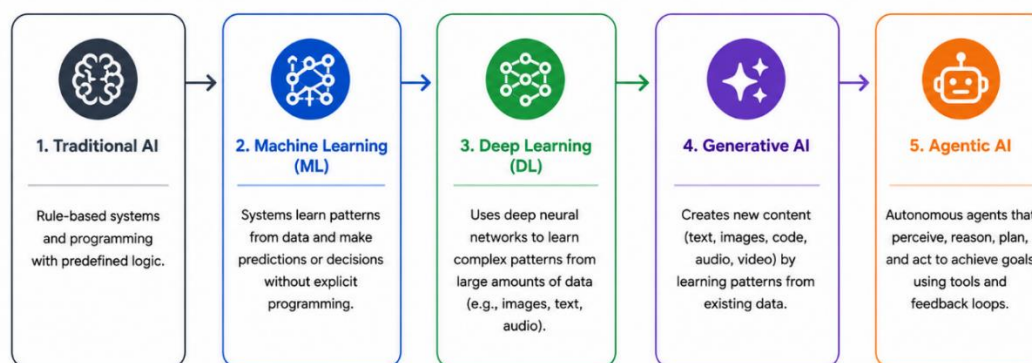 1. Traditional AI
Rule-based systems
and programming
with predefined logic.
2. Machine Learning
(ML)
Systems learn patterns
from data and make
predictions or decisions
without explicit
programming.
3. Deep Learning
(DL)
Uses deep neural
networks to learn
complex patterns from
large amounts of data
(e.g., images, text,
audio).
4. Generative AI
Creates new content
(text, images, code,
audio, video) by
learning patterns from
existing data.
5. Agentic AI
Autonomous agents that
perceive, reason, plan,
and act to achieve goals
using tools and
feedback loops.